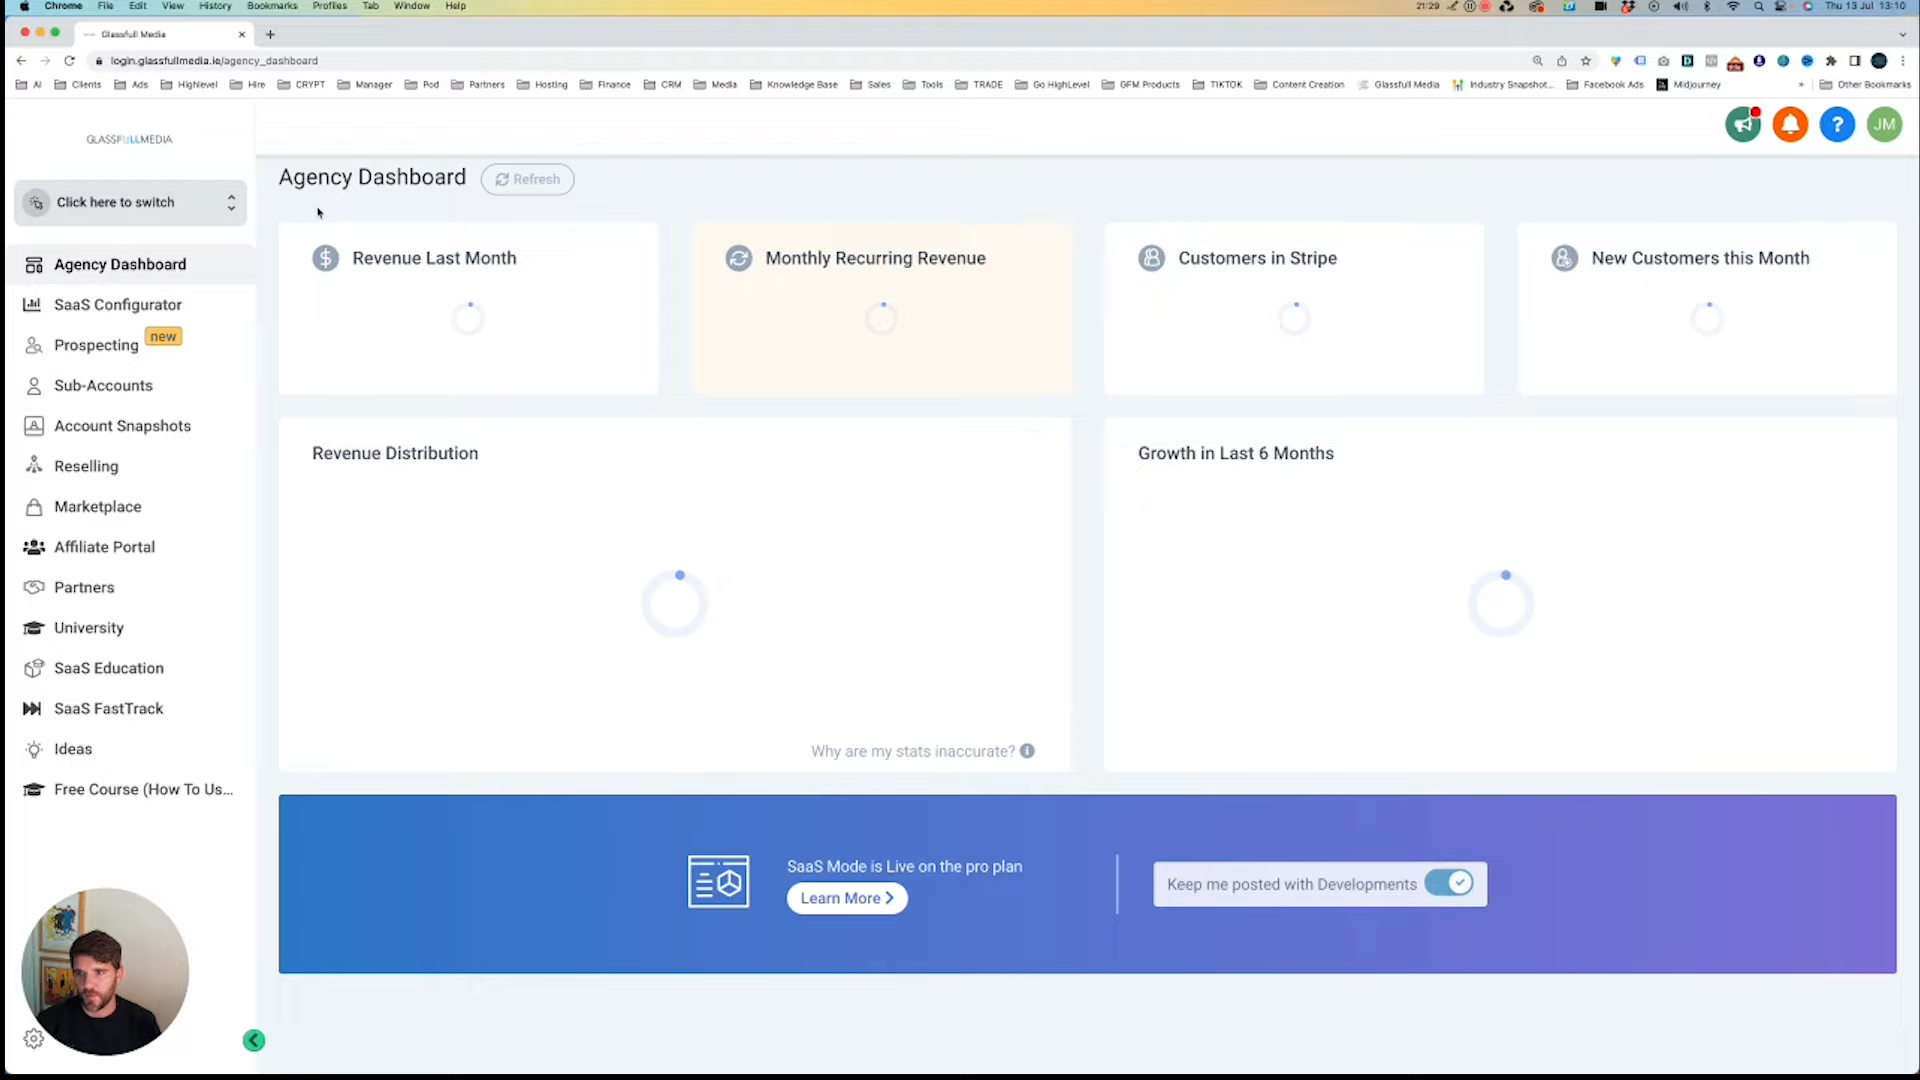 Chrome File Edit View History Bookmarks Profiles Tab Window Help
21:29
Thu 13 Jul 13:10
Glassfull Media
login.glassfullmedia.ie/agency_dashboard
AI Clients Ads Highlevel Hire CRYPT Manager Pod Partners Hosting Finance CRM Media Knowledge Base Sales Tools TRADE Go HighLevel GFM Products TIKTOK Content Creation Glassfull Media Industry Snapshot... Facebook Ads Midjourney » Other Bookmarks
GLASSFULLMEDIA
JM
Click here to switch
Agency Dashboard
SaaS Configurator
Prospecting new
Sub-Accounts
Account Snapshots
Reselling
Marketplace
Affiliate Portal
Partners
University
SaaS Education
SaaS FastTrack
Ideas
Free Course (How To Us...
Agency Dashboard
Refresh
Revenue Last Month
Monthly Recurring Revenue
Customers in Stripe
New Customers this Month
Revenue Distribution
Why are my stats inaccurate?
Growth in Last 6 Months
SaaS Mode is Live on the pro plan
Learn More
Keep me posted with Developments